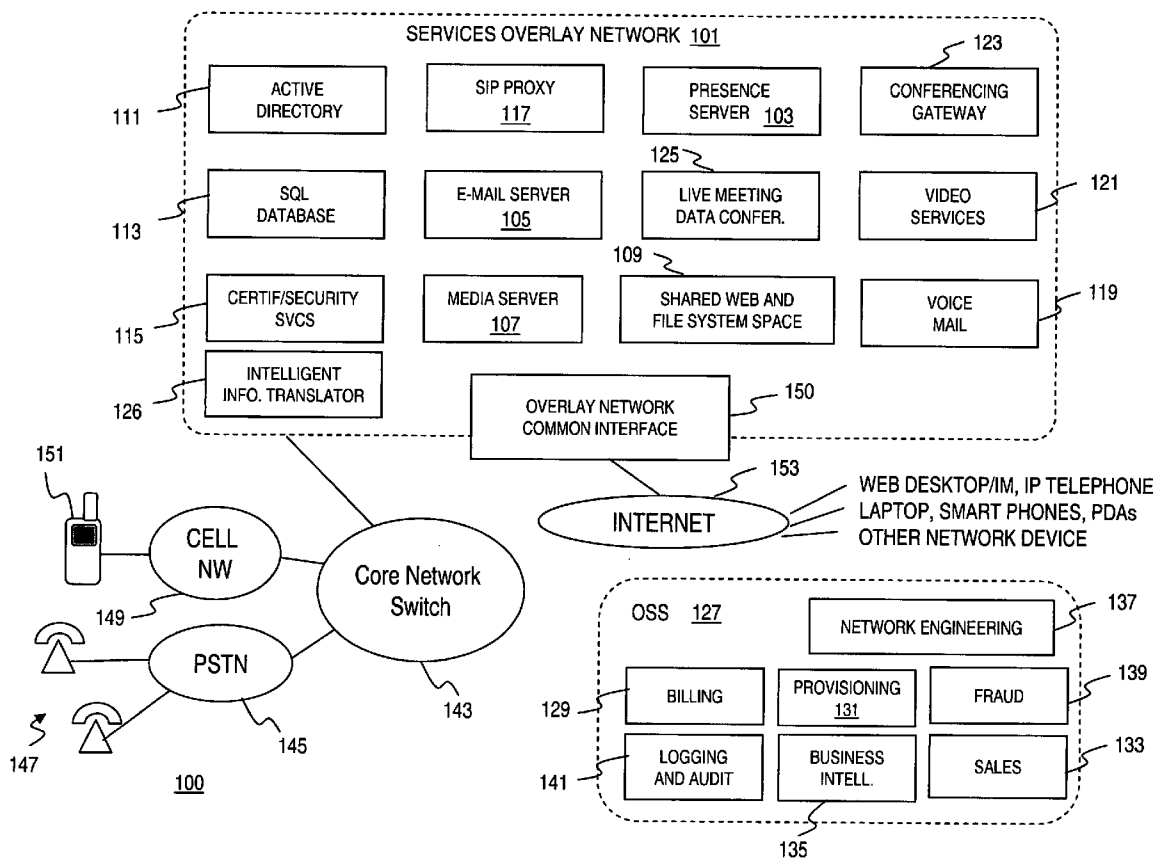 SERVICES OVERLAY NETWORK 101
123
ACTIVE
DIRECTORY
111
SIP PROXY
117
PRESENCE
SERVER 103
CONFERENCING
GATEWAY
125
SQL
DATABASE
113
E-MAIL SERVER
105
LIVE MEETING
DATA CONFER.
VIDEO
SERVICES
121
109
CERTIF/SECURITY
SVCS
115
MEDIA SERVER
107
SHARED WEB AND
FILE SYSTEM SPACE
VOICE
MAIL
119
INTELLIGENT
INFO. TRANSLATOR
126
OVERLAY NETWORK
COMMON INTERFACE
150
151
153
INTERNET
WEB DESKTOP/IM, IP TELEPHONE
LAPTOP, SMART PHONES, PDAs
OTHER NETWORK DEVICE
CELL
NW
149
Core Network
Switch
143
PSTN
145
147
100
OSS 127
NETWORK ENGINEERING
137
BILLING
129
PROVISIONING
131
FRAUD
139
LOGGING
AND AUDIT
141
BUSINESS
INTELL.
135
SALES
133